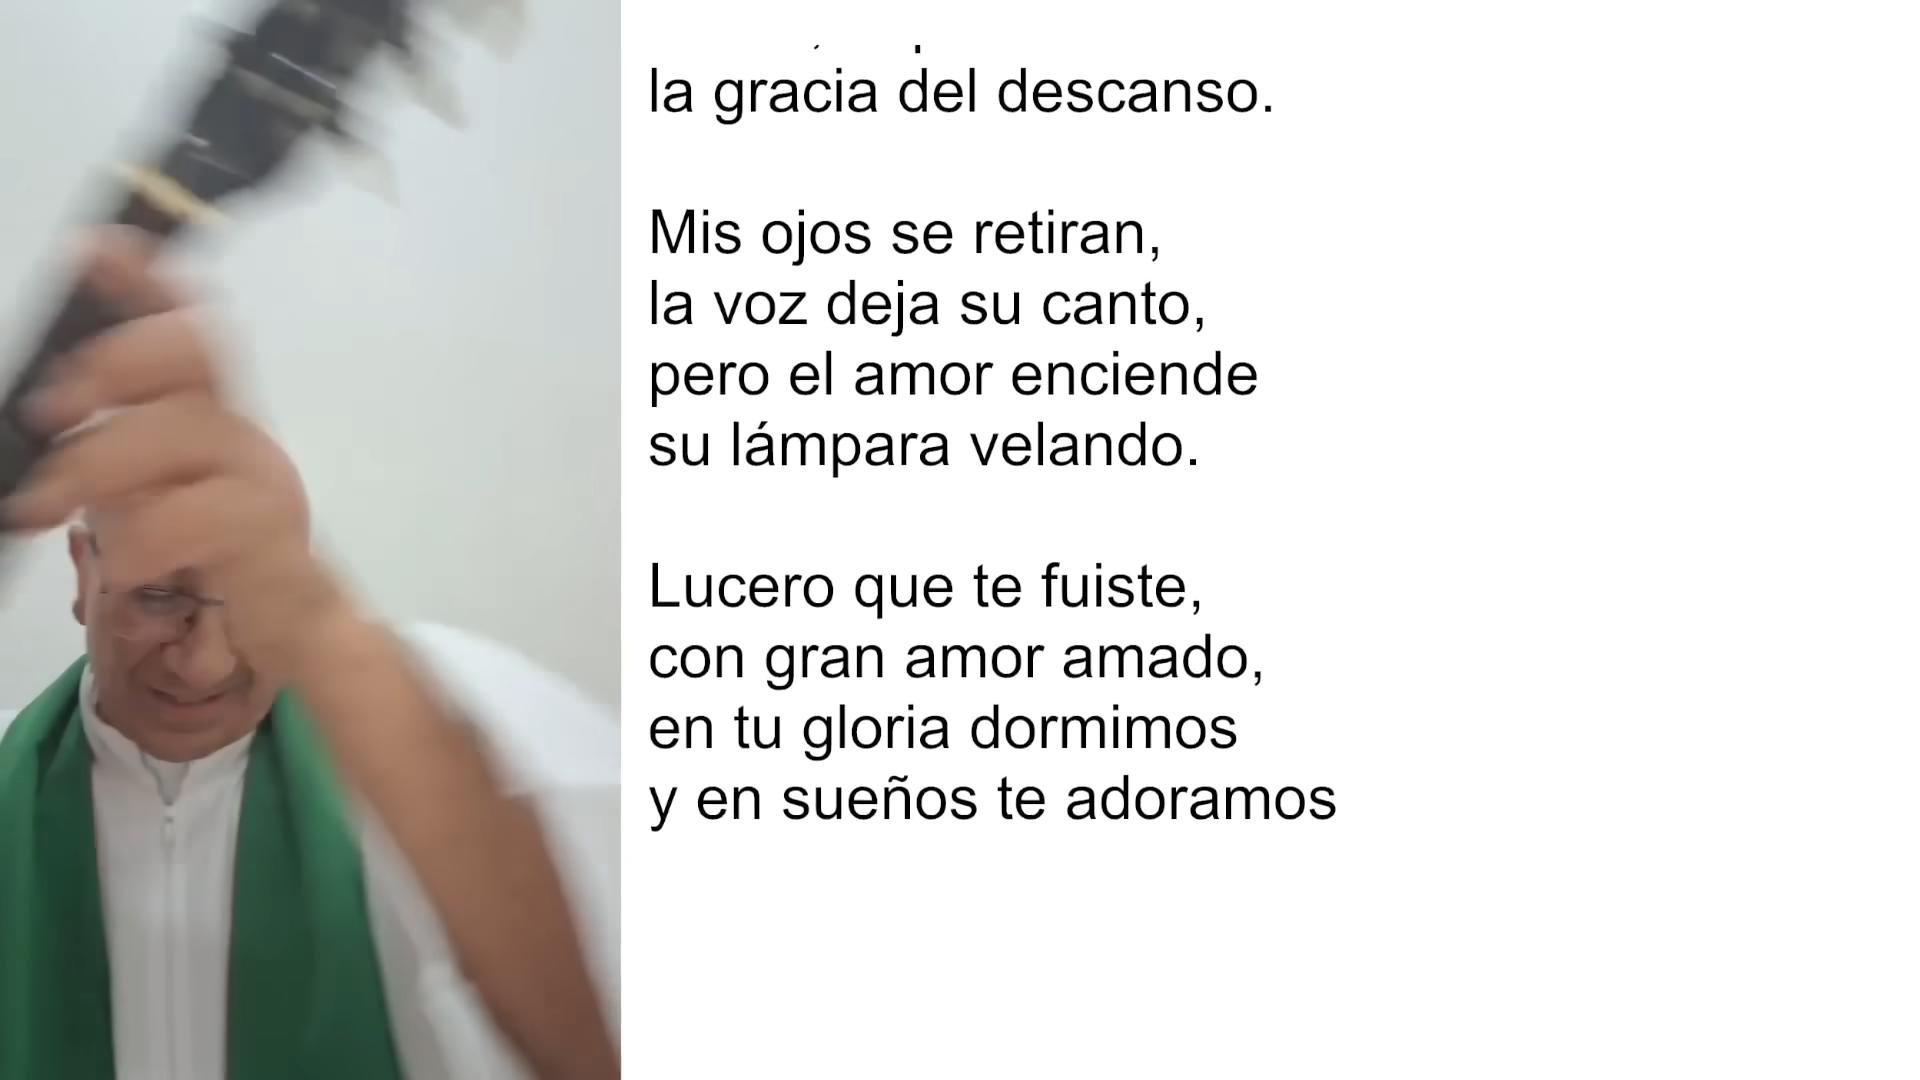 la gracia del descanso.
Mis ojos se retiran,
la voz deja su canto,
pero el amor enciende
su lámpara velando.
Lucero que te fuiste,
con gran amor amado,
en tu gloria dormimos
y en sueños te adoramos